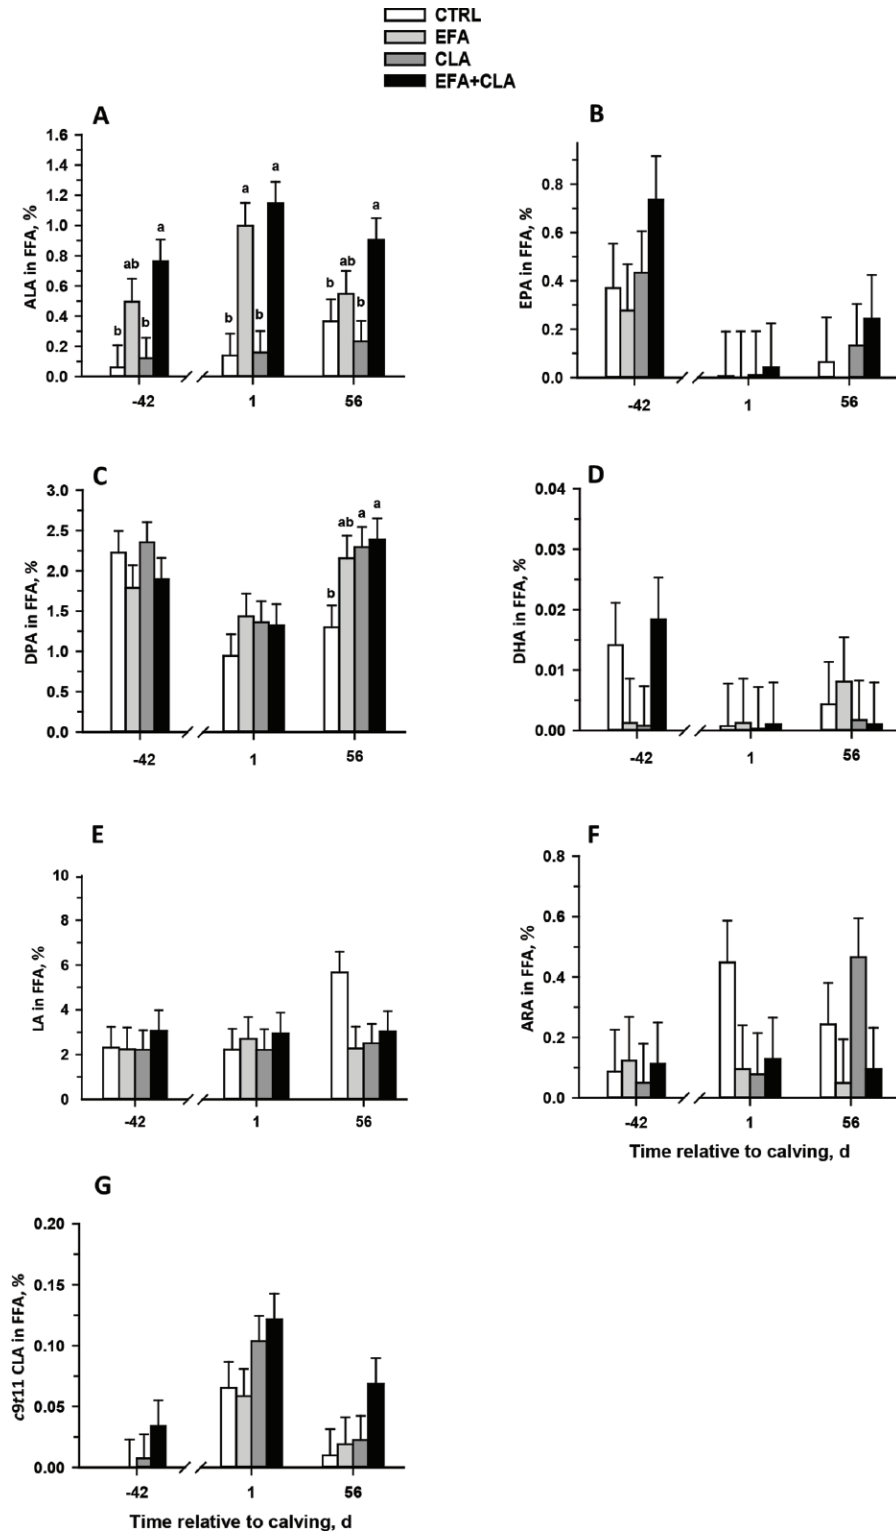 CTRL
EFA
CLA
EFA+CLA
A
ALA in FFA, %
1.6
1.4
1.2
1.0
0.8
0.6
0.4
0.2
0.0
b
ab
b
a
b
a
b
a
b
ab
b
a
-42
1
56
B
EPA in FFA, %
0.8
0.6
0.4
0.2
0.0
-42
1
56
C
DPA in FFA, %
3.0
2.5
2.0
1.5
1.0
0.5
0.0
b
ab
a
a
-42
1
56
D
DHA in FFA, %
0.04
0.03
0.02
0.01
0.00
-42
1
56
E
LA in FFA, %
10
8
6
4
2
0
-42
1
56
F
ARA in FFA, %
0.8
0.6
0.4
0.2
0.0
-42
1
56
Time relative to calving, d
G
c9t11 CLA in FFA, %
0.20
0.15
0.10
0.05
0.00
-42
1
56
Time relative to calving, d